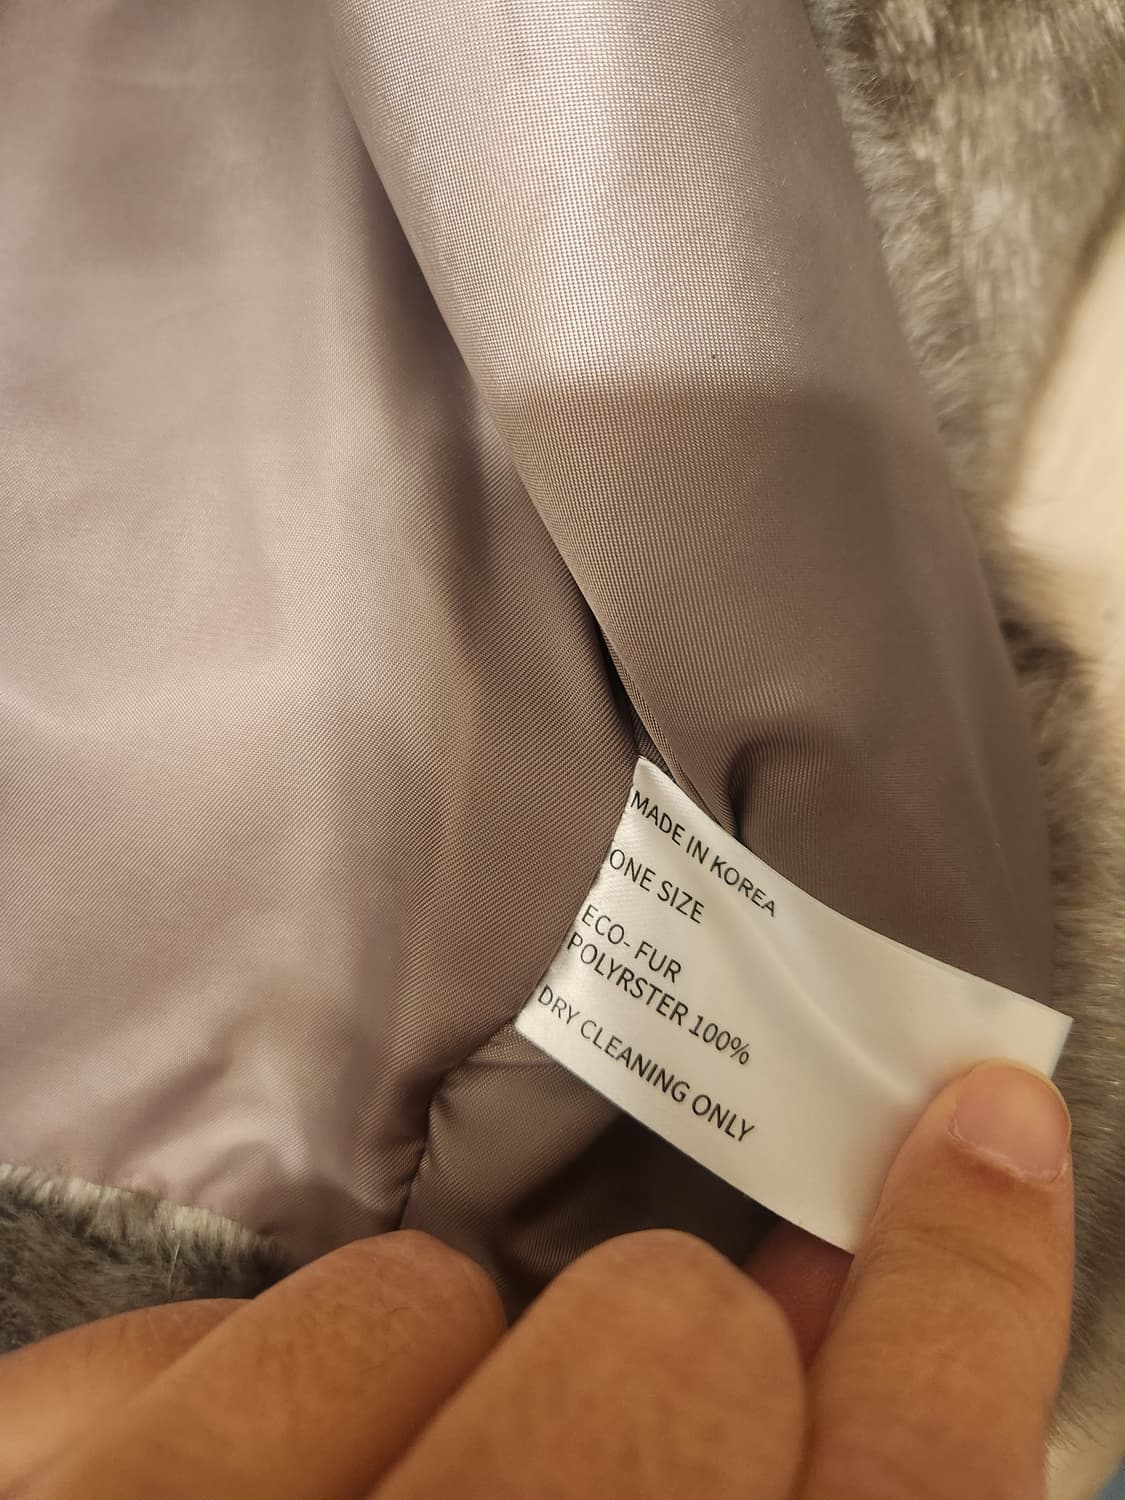 MADE IN KOREA
ONE SIZE
ECO- FUR
POLYRSTER 100%
DRY CLEANING ONLY